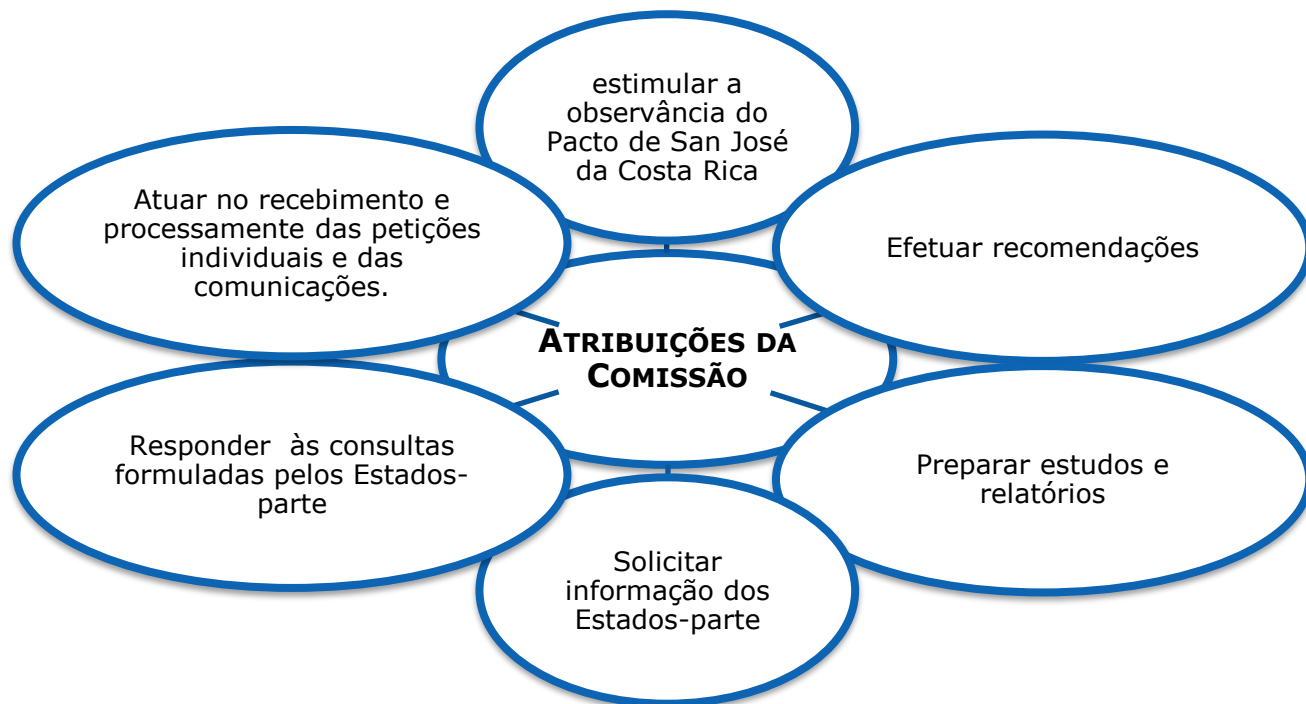 estimular a
observância do
Pacto de San José
da Costa Rica
Efetuar recomendações
Preparar estudos e
relatórios
Solicitar
informação dos
Estados-parte
Responder às consultas
formuladas pelos Estados-
parte
Atuar no recebimento e
processamente das petições
individuais e das
comunicações.
ATRIBUIÇÕES DA
COMISSÃO